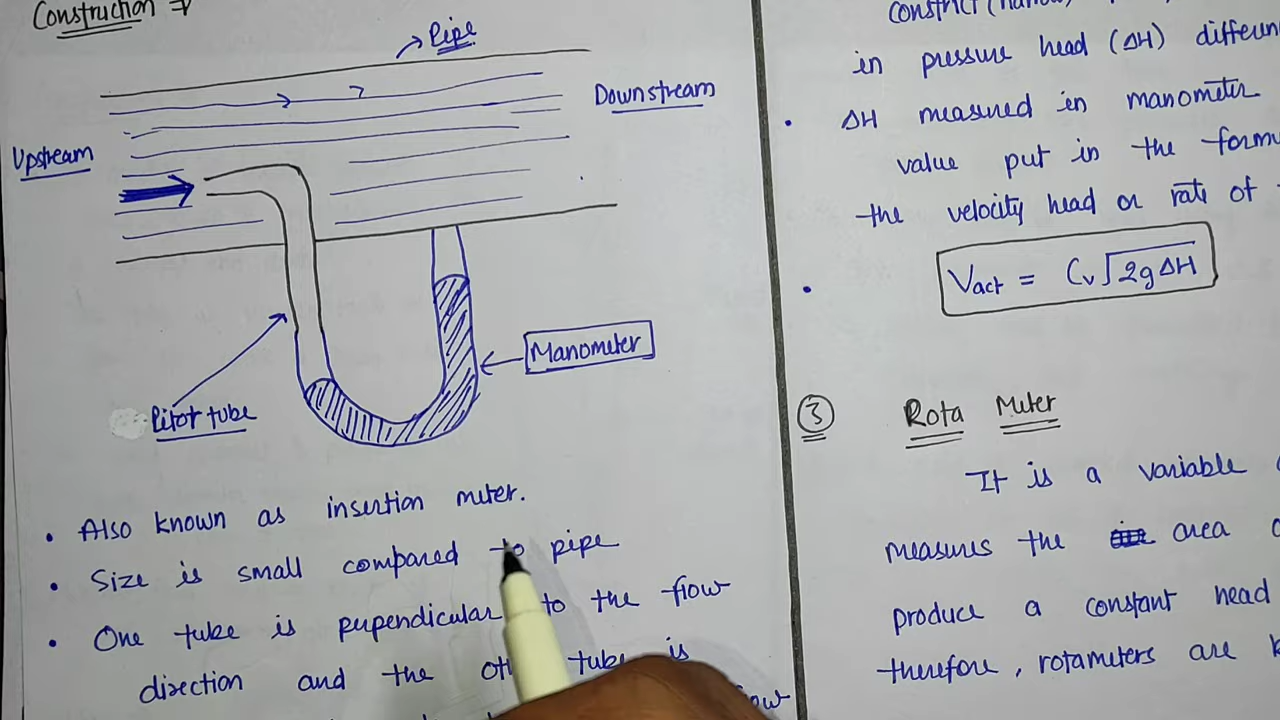 Construction ⇒
Pipe
Downstream
Upstream
Manometer
Pitot tube
• Also known as insertion meter.
• Size is small compared to pipe
• One tube is perpendicular to the flow
direction and the tube is
in pressure head (ΔH)
• ΔH measured in manometer
value put in the
the velocity head or rate of
• Vact = Cv√2gΔH
③ Rota Meter
It is a variable
measures the area
produce a constant head
therefore, rotameters are